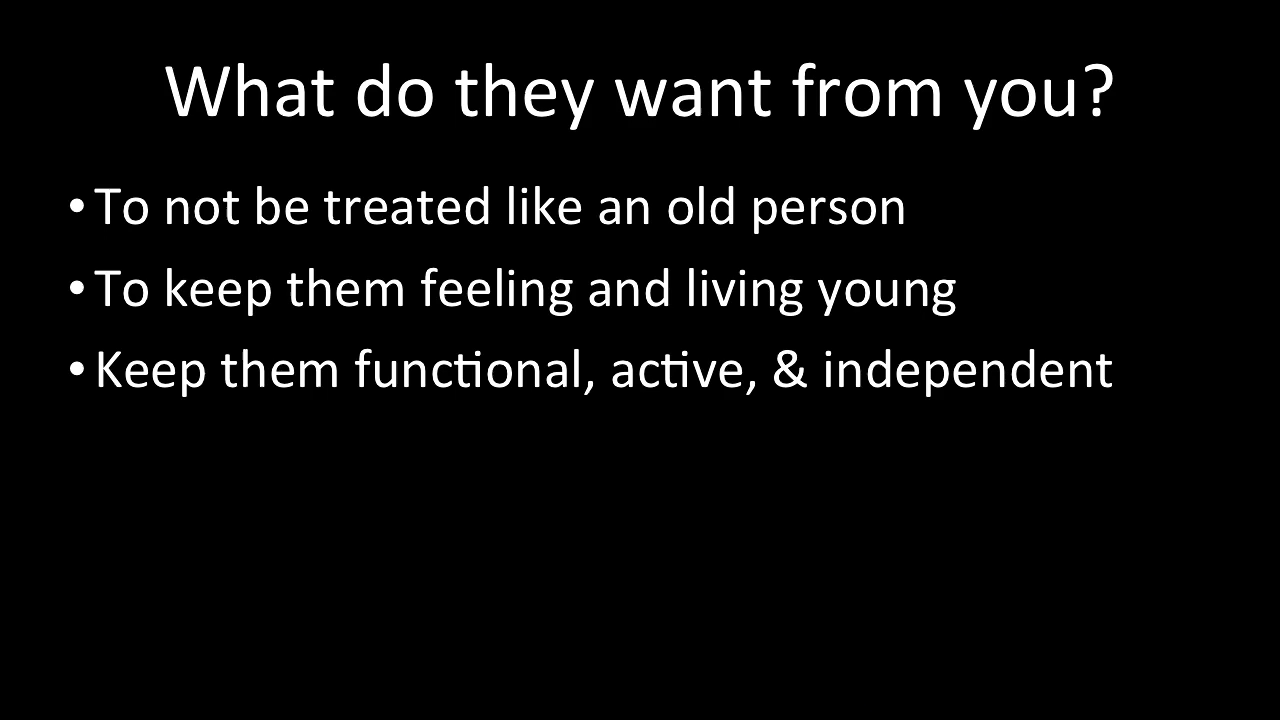 What do they want from you?
• To not be treated like an old person
• To keep them feeling and living young
• Keep them functional, active, & independent